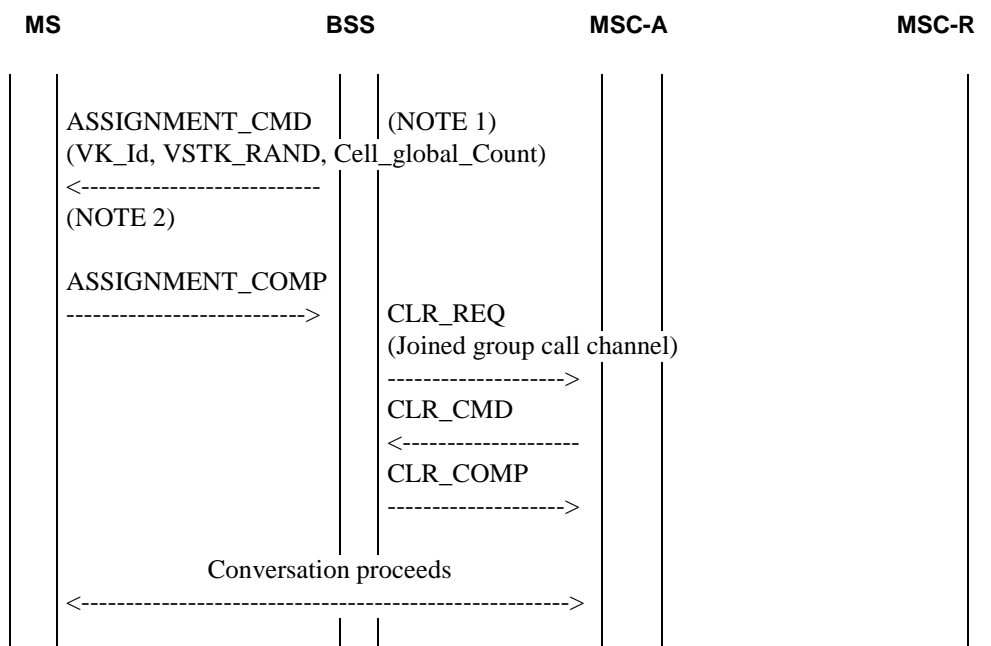 MS BSS MSC-A MSC-R
ASSIGNMENT_CMD (NOTE 1)
(VK_Id, VSTK_RAND, Cell_global_Count)
<---------------------------
(NOTE 2)
ASSIGNMENT_COMP
---------------------------> CLR_REQ
(Joined group call channel)
-------------------->
CLR_CMD
<--------------------
CLR_COMP
-------------------->
Conversation proceeds
<------------------------------------------------------->